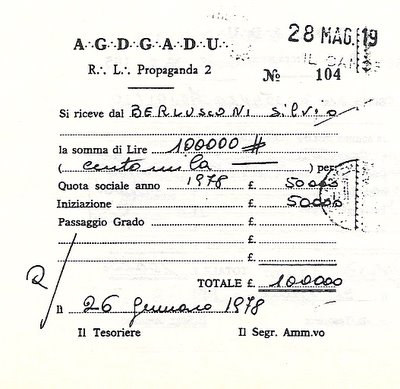 A∴G∴D∴G∴A∴D∴U∴
28 MAG. 19
R∴ L∴ Propaganda 2
IL CA
№ 104
Si riceve dal BERLUSCONI Silvio
la somma di Lire 100000 #
( centomila ) per:
Quota sociale anno 1978 £. 50000
Iniziazione £. 50000
Passaggio Grado £.
£.
£.
TOTALE £. 100000
lì 26 gennaio 1978
Il Tesoriere Il Segr. Amm.vo